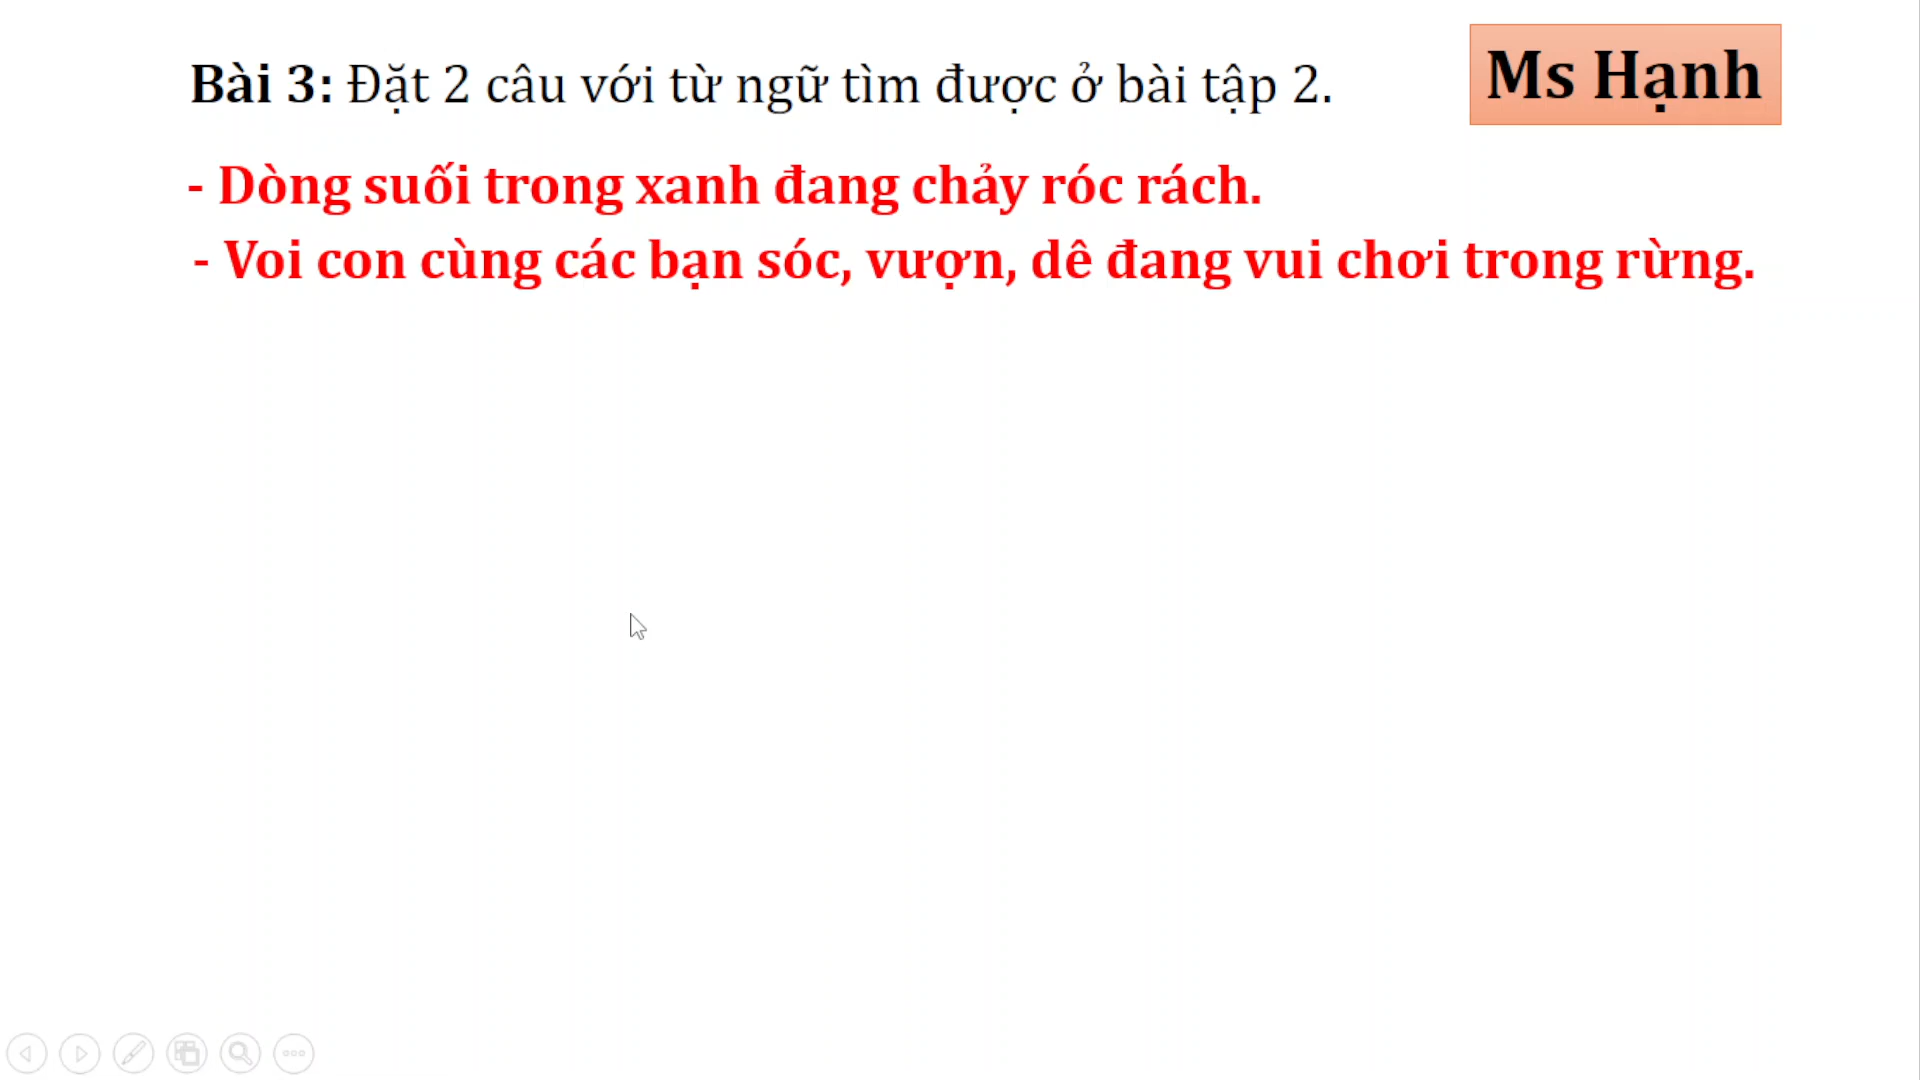 Bài 3: Đặt 2 câu với từ ngữ tìm được ở bài tập 2.
Ms Hạnh
- Dòng suối trong xanh đang chảy róc rách.
- Voi con cùng các bạn sóc, vượn, dê đang vui chơi trong rừng.